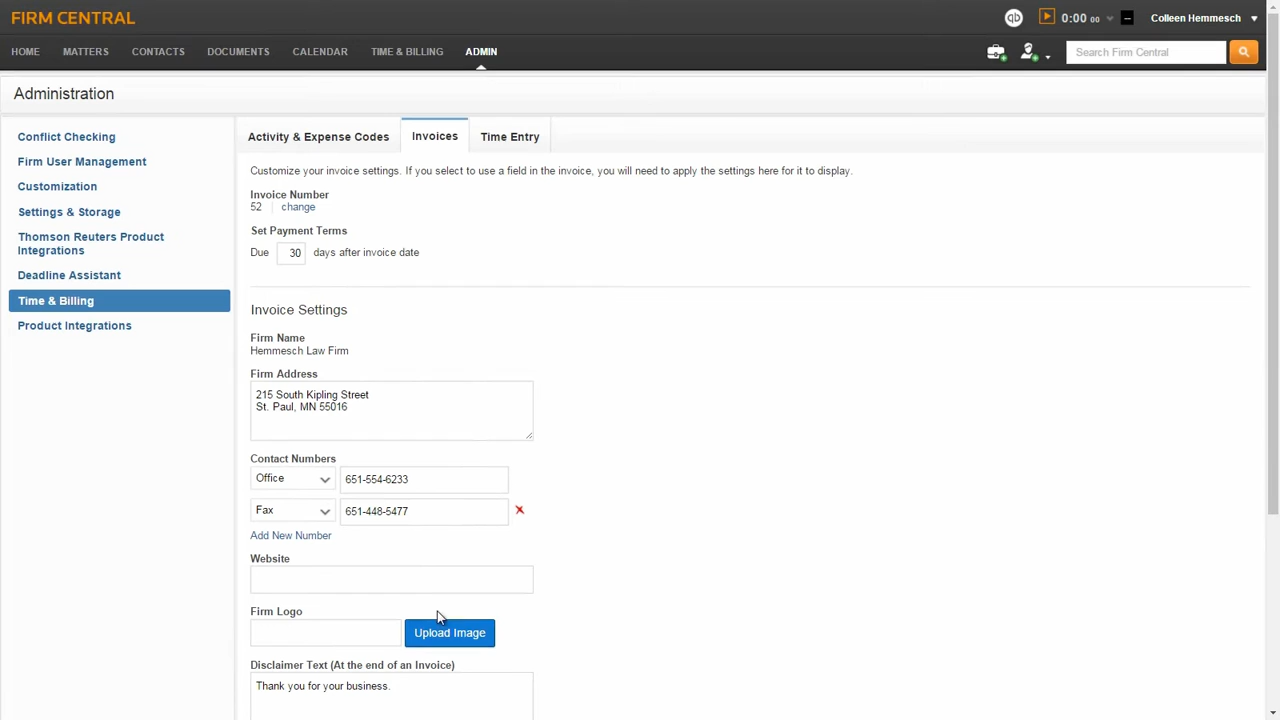 FIRM CENTRAL
qb
0:00 00
Colleen Hemmesch
HOME MATTERS CONTACTS DOCUMENTS CALENDAR TIME & BILLING ADMIN
Search Firm Central
Administration
Conflict Checking
Firm User Management
Customization
Settings & Storage
Thomson Reuters Product
Integrations
Deadline Assistant
Time & Billing
Product Integrations
Activity & Expense Codes Invoices Time Entry
Customize your invoice settings. If you select to use a field in the invoice, you will need to apply the settings here for it to display.
Invoice Number
52 change
Set Payment Terms
Due 30 days after invoice date
Invoice Settings
Firm Name
Hemmesch Law Firm
Firm Address
215 South Kipling Street
St. Paul, MN 55016
Contact Numbers
Office 651-554-6233
Fax 651-448-5477
Add New Number
Website
Firm Logo
Upload Image
Disclaimer Text (At the end of an Invoice)
Thank you for your business.